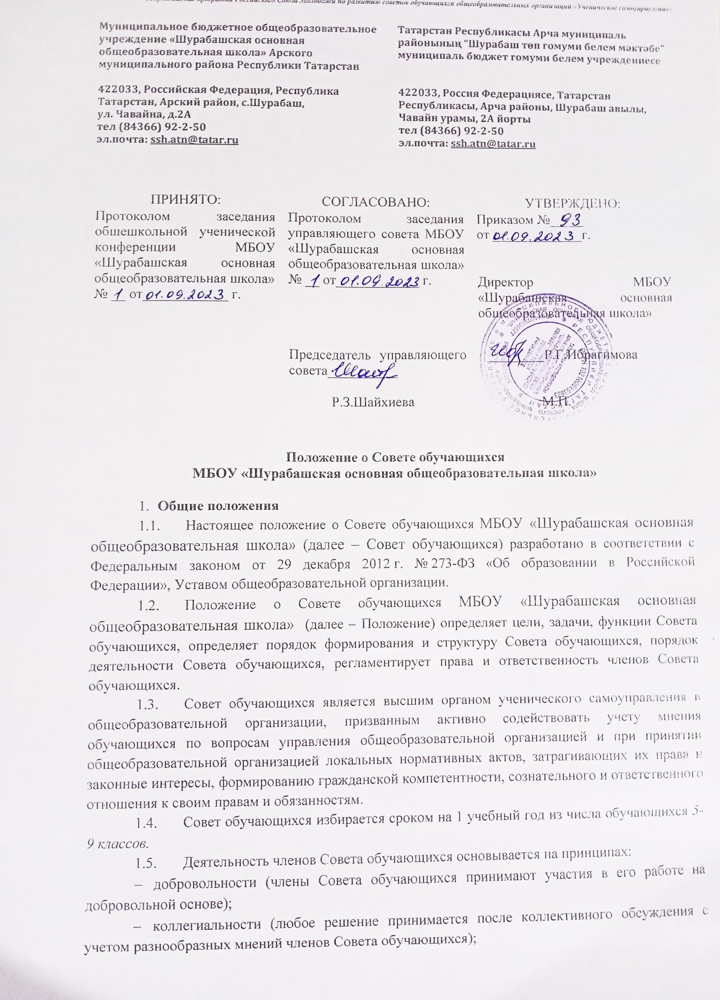 Программа Российского Союза Молодежи по развитию советов обучающихся общеобразовательных организаций «Ученическое самоуправление»
Муниципальное бюджетное общеобразовательное
учреждение «Шурабашская основная
общеобразовательная школа» Арского
муниципального района Республики Татарстан
422033, Российская Федерация, Республика
Татарстан, Арский район, с.Шурабаш,
ул. Чавайна, д.2А
тел (84366) 92-2-50
эл.почта: ssh.atn@tatar.ru
Татарстан Республикасы Арча муниципаль
районының “Шурабаш төп гомуми белем мәктәбе"
муниципаль бюджет гомуми белем учреждениесе
422033, Россия Федерациясе, Татарстан
Республикасы, Арча районы, Шурабаш авылы,
Чавайн урамы, 2А йорты
тел (84366) 92-2-50
эл.почта: ssh.atn@tatar.ru
ПРИНЯТО:
Протоколом заседания
обшешкольной ученической
конференции МБОУ
«Шурабашская основная
общеобразовательная школа»
№ 1 от 01.09.2023 г.
СОГЛАСОВАНО:
Протоколом заседания
управляющего совета МБОУ
«Шурабашская основная
общеобразовательная школа»
№ 1 от 01.09.2023 г.
Председатель управляющего
совета
Р.З.Шайхиева
УТВЕРЖДЕНО:
Приказом № 93
от 01.09.2023 г.
Директор МБОУ
«Шурабашская основная
общеобразовательная школа»
Р.Г.Ибрагимова
М.П.
Положение о Совете обучающихся
МБОУ «Шурабашская основная общеобразовательная школа»
1. Общие положения
1.1. Настоящее положение о Совете обучающихся МБОУ «Шурабашская основная
общеобразовательная школа» (далее – Совет обучающихся) разработано в соответствии с
Федеральным законом от 29 декабря 2012 г. № 273-ФЗ «Об образовании в Российской
Федерации», Уставом общеобразовательной организации.
1.2. Положение о Совете обучающихся МБОУ «Шурабашская основная
общеобразовательная школа» (далее – Положение) определяет цели, задачи, функции Совета
обучающихся, определяет порядок формирования и структуру Совета обучающихся, порядок
деятельности Совета обучающихся, регламентирует права и ответственность членов Совета
обучающихся.
1.3. Совет обучающихся является высшим органом ученического самоуправления в
общеобразовательной организации, призванным активно содействовать учету мнения
обучающихся по вопросам управления общеобразовательной организацией и при принятии
общеобразовательной организацией локальных нормативных актов, затрагивающих их права и
законные интересы, формированию гражданской компетентности, сознательного и ответственного
отношения к своим правам и обязанностям.
1.4. Совет обучающихся избирается сроком на 1 учебный год из числа обучающихся 5-
9 классов.
1.5. Деятельность членов Совета обучающихся основывается на принципах:
– добровольности (члены Совета обучающихся принимают участия в его работе на
добровольной основе);
– коллегиальности (любое решение принимается после коллективного обсуждения с
учетом разнообразных мнений членов Совета обучающихся);